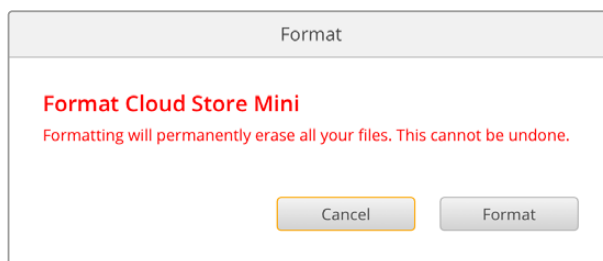 Format
Format Cloud Store Mini
Formatting will permanently erase all your files. This cannot be undone.
Cancel
Format